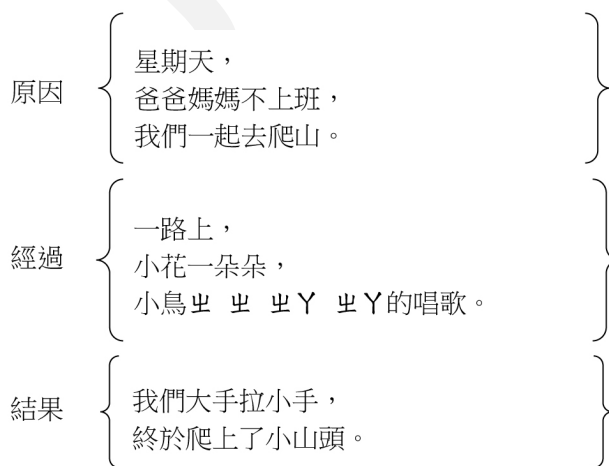 原因
星期天，
爸爸媽媽不上班，
我們一起去爬山。
經過
一路上，
小花一朵朵，
小鳥ㄓ ㄓ ㄓㄚ ㄓㄚ的唱歌。
結果
我們大手拉小手，
終於爬上了小山頭。